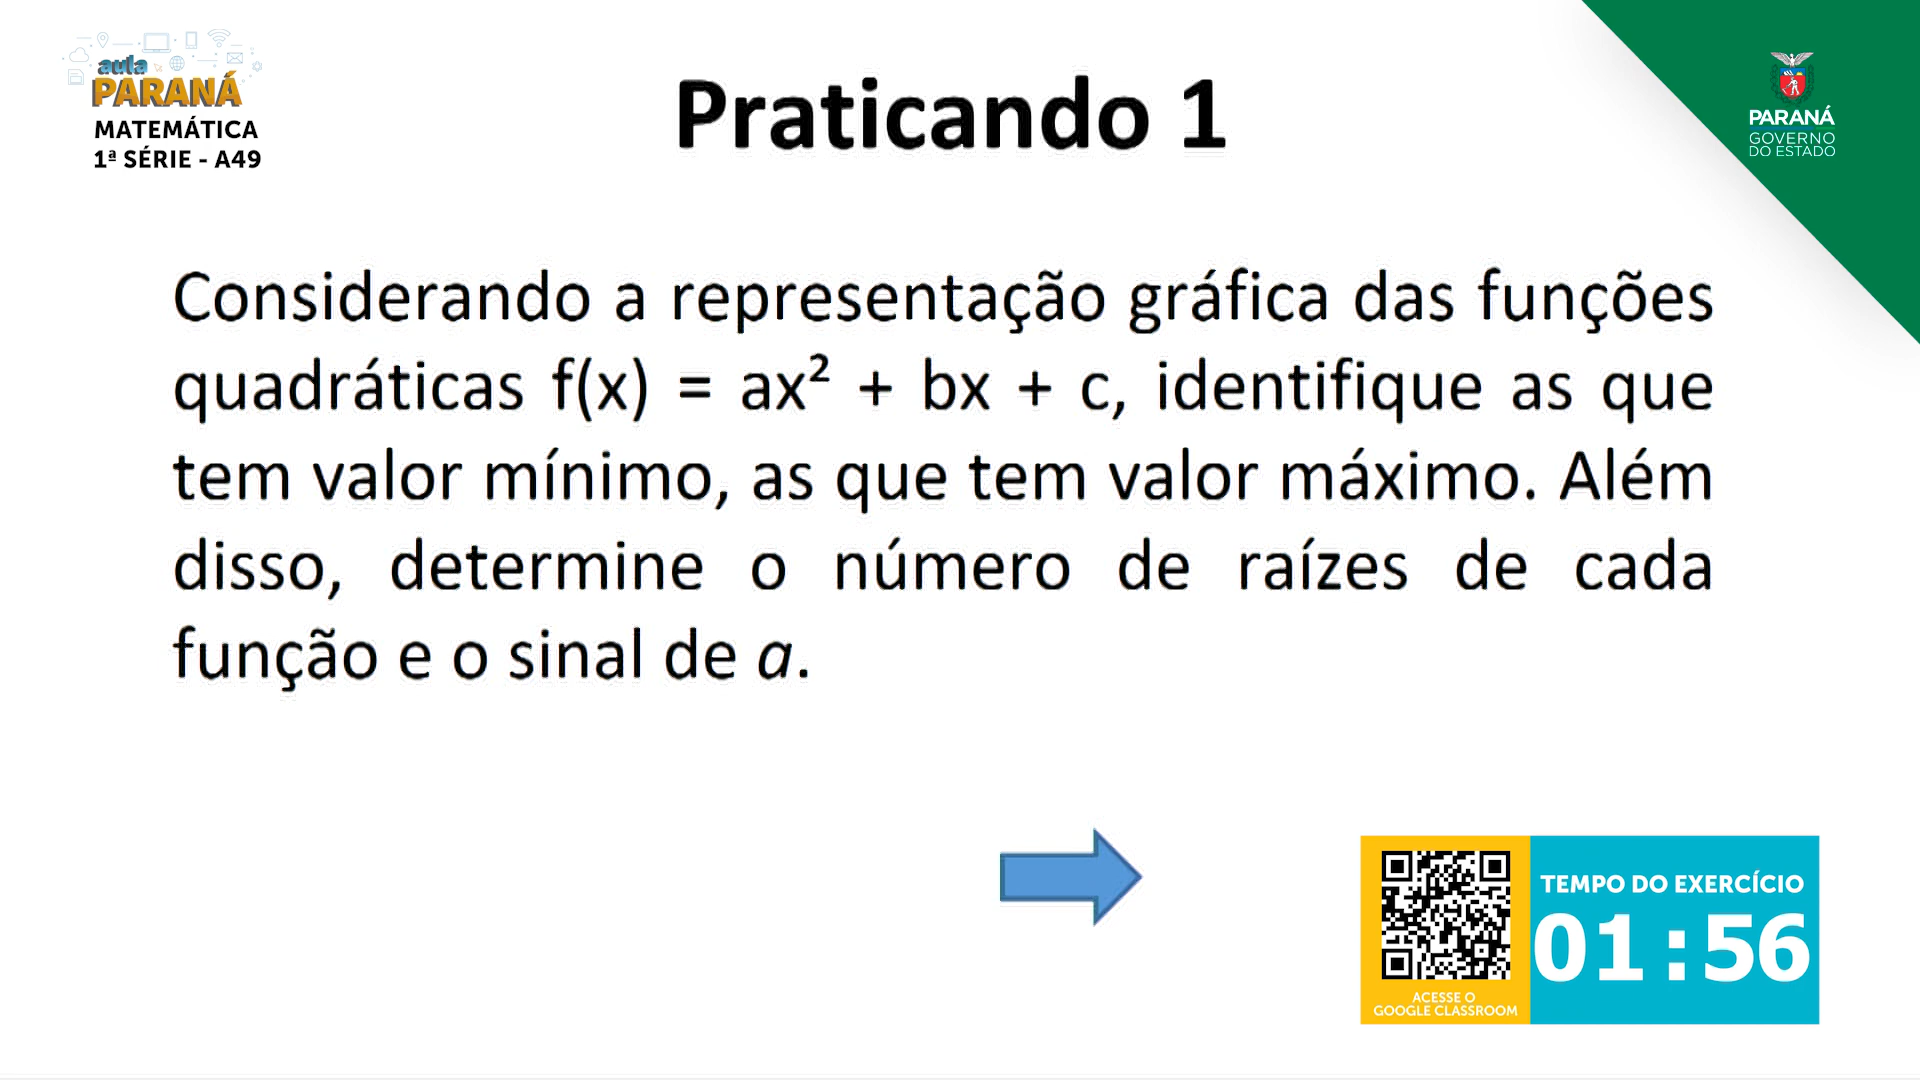 aula
PARANÁ
MATEMÁTICA
1ª SÉRIE - A49
Praticando 1
PARANÁ
GOVERNO
DO ESTADO
Considerando a representação gráfica das funções
quadráticas f(x) = ax² + bx + c, identifique as que
tem valor mínimo, as que tem valor máximo. Além
disso, determine o número de raízes de cada
função e o sinal de a.
ACESSE O
GOOGLE CLASSROOM
TEMPO DO EXERCÍCIO
01:56